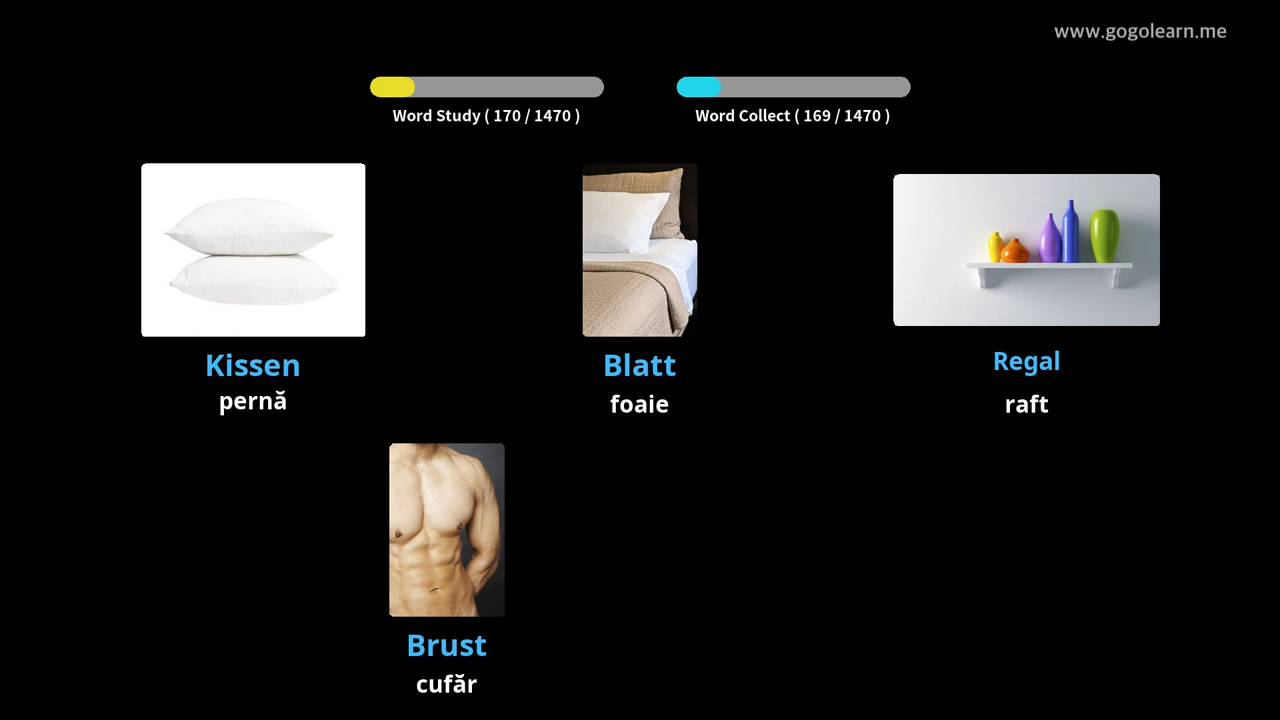 www.gogolearn.me
Word Study ( 170 / 1470 )
Word Collect ( 169 / 1470 )
Kissen
pernă
Blatt
foaie
Regal
raft
Brust
cufăr